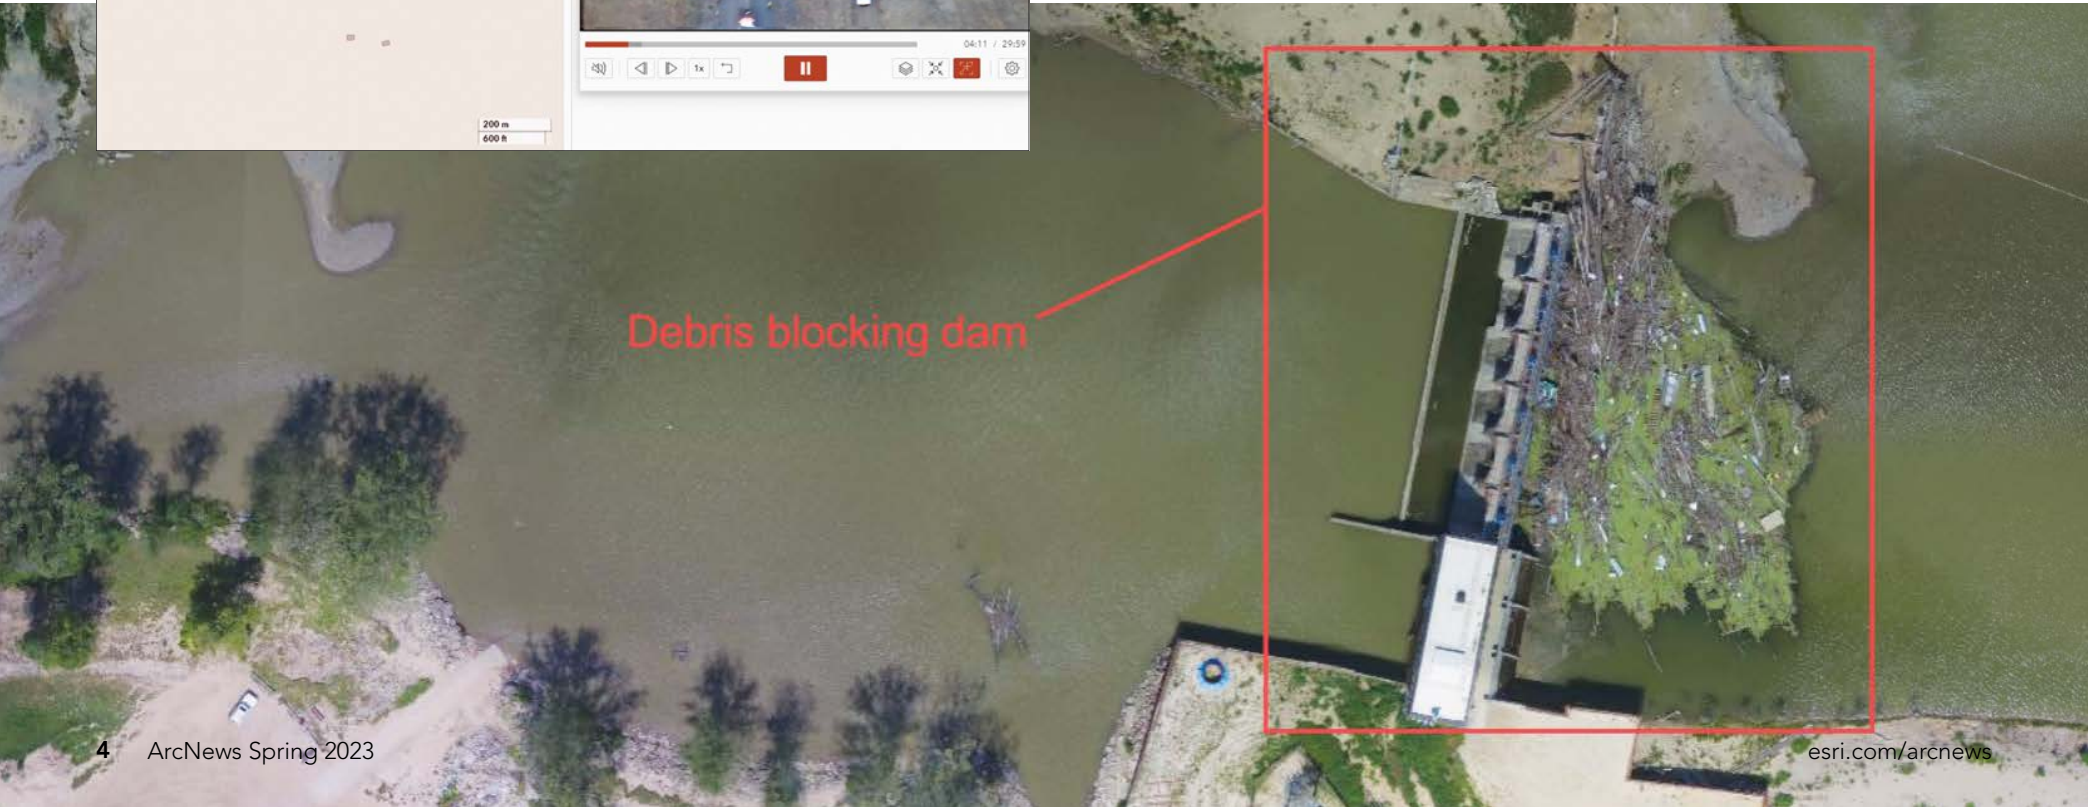 04:11 / 29:59
1x
200 m
600 ft
Debris blocking dam
4 ArcNews Spring 2023
esri.com/arcnews